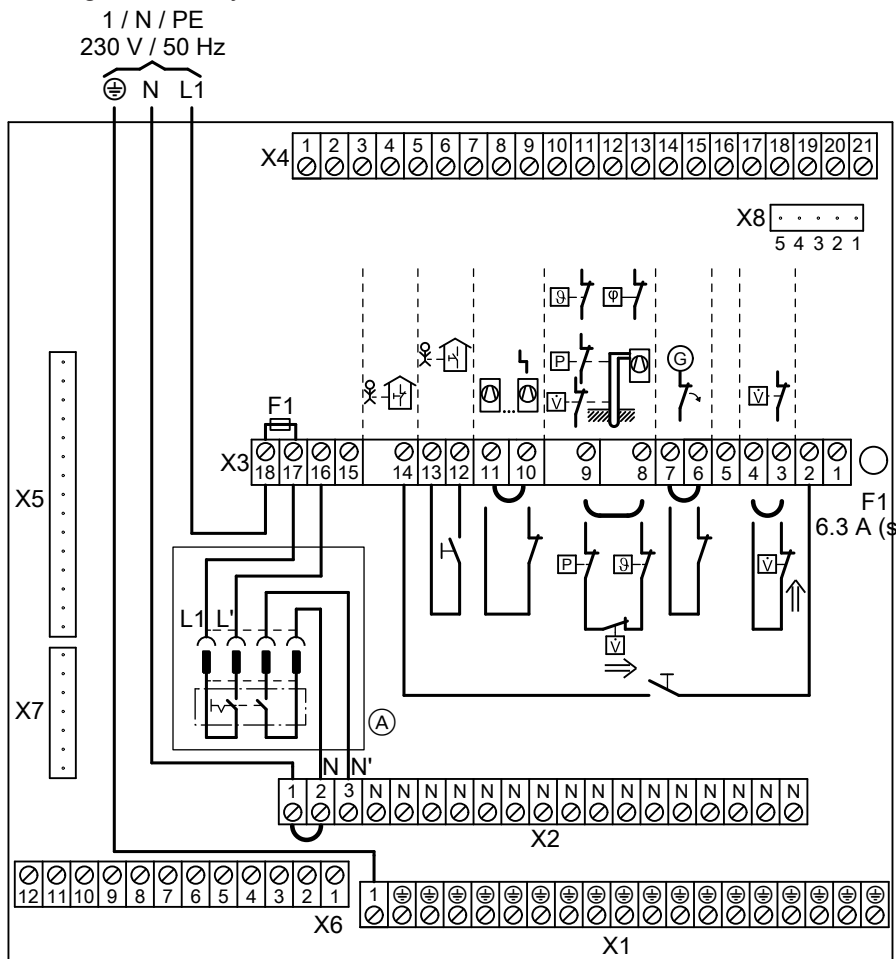 1 / N / PE
230 V / 50 Hz
N L1
X4
1 2 3 4 5 6 7 8 9 10 11 12 13 14 15 16 17 18 19 20 21
X8
5 4 3 2 1
ϑ φ
P G
V̇ V̇
F1
X3
18 17 16 15 14 13 12 11 10 9 8 7 6 5 4 3 2 1
F1
6.3 A (s
X5
P ϑ V̇
L1 L'
V̇
X7
A
N N'
1 2 3 N N N N N N N N N N N N N N N N
X2
12 11 10 9 8 7 6 5 4 3 2 1
X6
1
X1